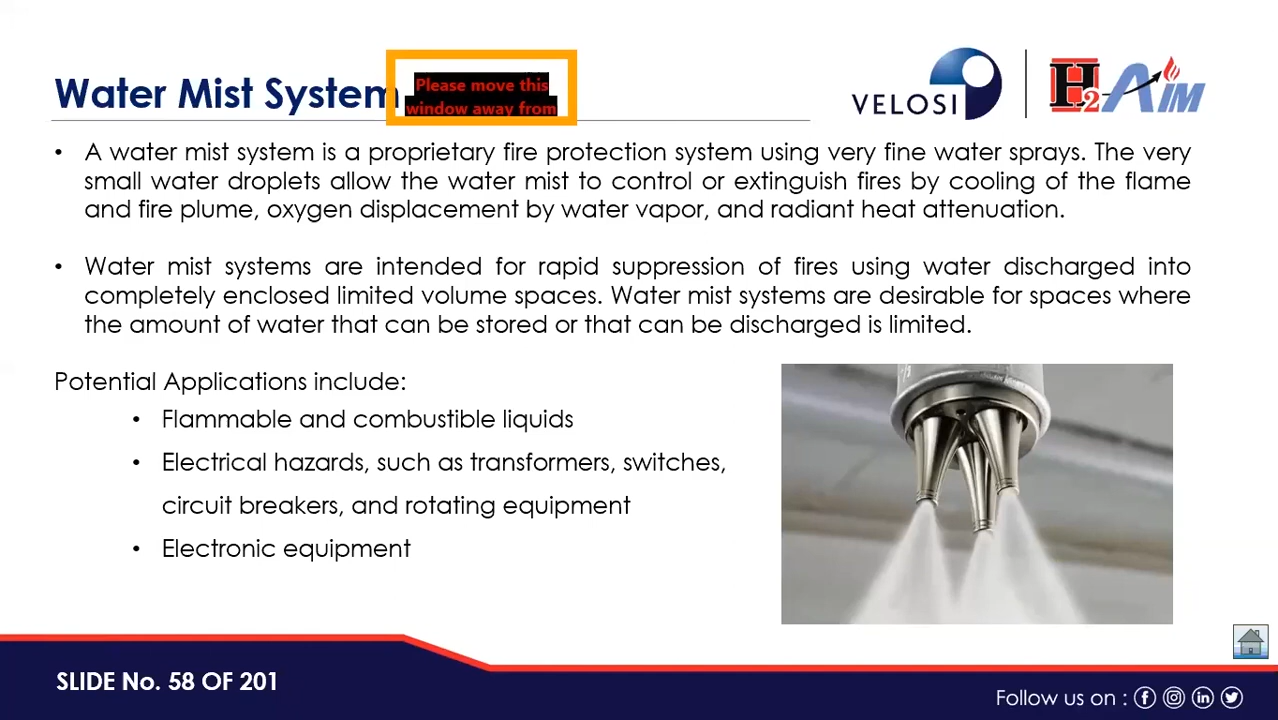 Water Mist System
Please move this
window away from
VELOSI
H2AIM
• A water mist system is a proprietary fire protection system using very fine water sprays. The very
small water droplets allow the water mist to control or extinguish fires by cooling of the flame
and fire plume, oxygen displacement by water vapor, and radiant heat attenuation.
• Water mist systems are intended for rapid suppression of fires using water discharged into
completely enclosed limited volume spaces. Water mist systems are desirable for spaces where
the amount of water that can be stored or that can be discharged is limited.
Potential Applications include:
• Flammable and combustible liquids
• Electrical hazards, such as transformers, switches,
circuit breakers, and rotating equipment
• Electronic equipment
SLIDE No. 58 OF 201
Follow us on :